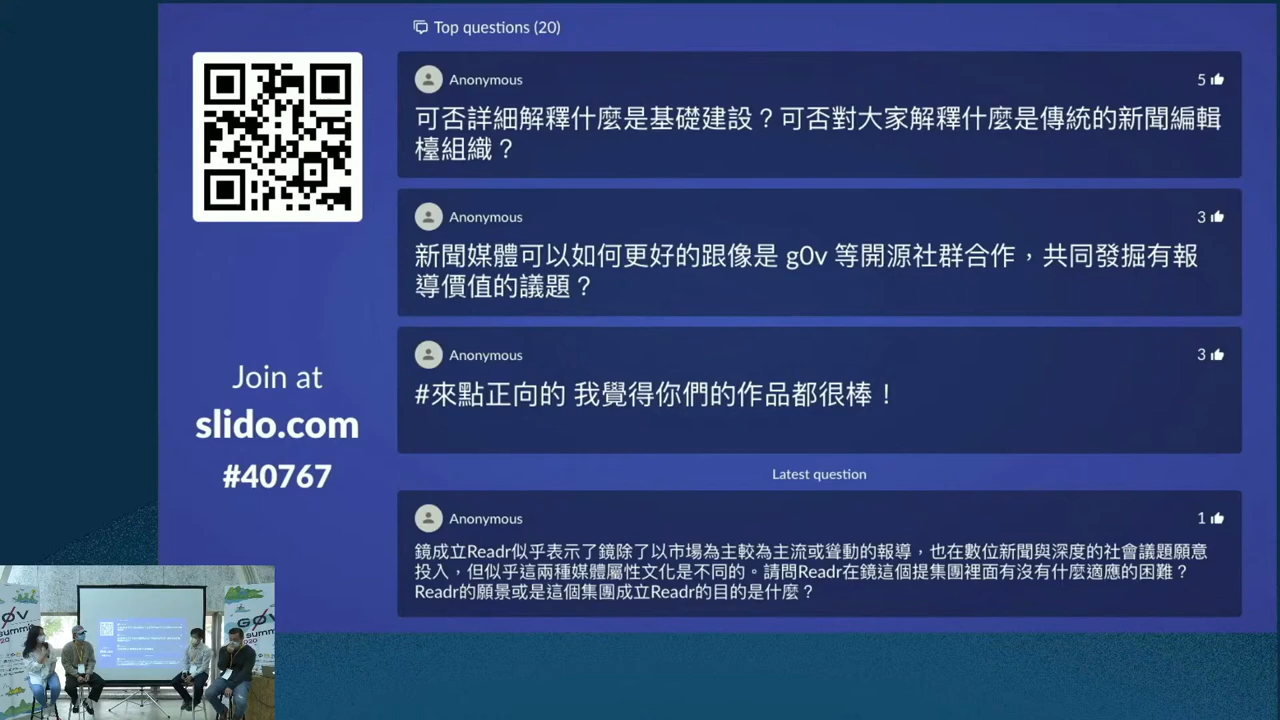 Top questions (20)
Anonymous
5
可否詳細解釋什麼是基礎建設？可否對大家解釋什麼是傳統的新聞編輯
檯組織？
Anonymous
3
新聞媒體可以如何更好的跟像是 g0v 等開源社群合作，共同發掘有報
導價值的議題？
Anonymous
3
#來點正向的 我覺得你們的作品都很棒！
Join at
slido.com
#40767
Latest question
Anonymous
1
鏡成立Readr似乎表示了鏡除了以市場為主較為主流或聳動的報導，也在數位新聞與深度的社會議題願意
投入，但似乎這兩種媒體屬性文化是不同的。請問Readr在鏡這個提集團裡面有沒有什麼適應的困難？
Readr的願景或是這個集團成立Readr的目的是什麼？